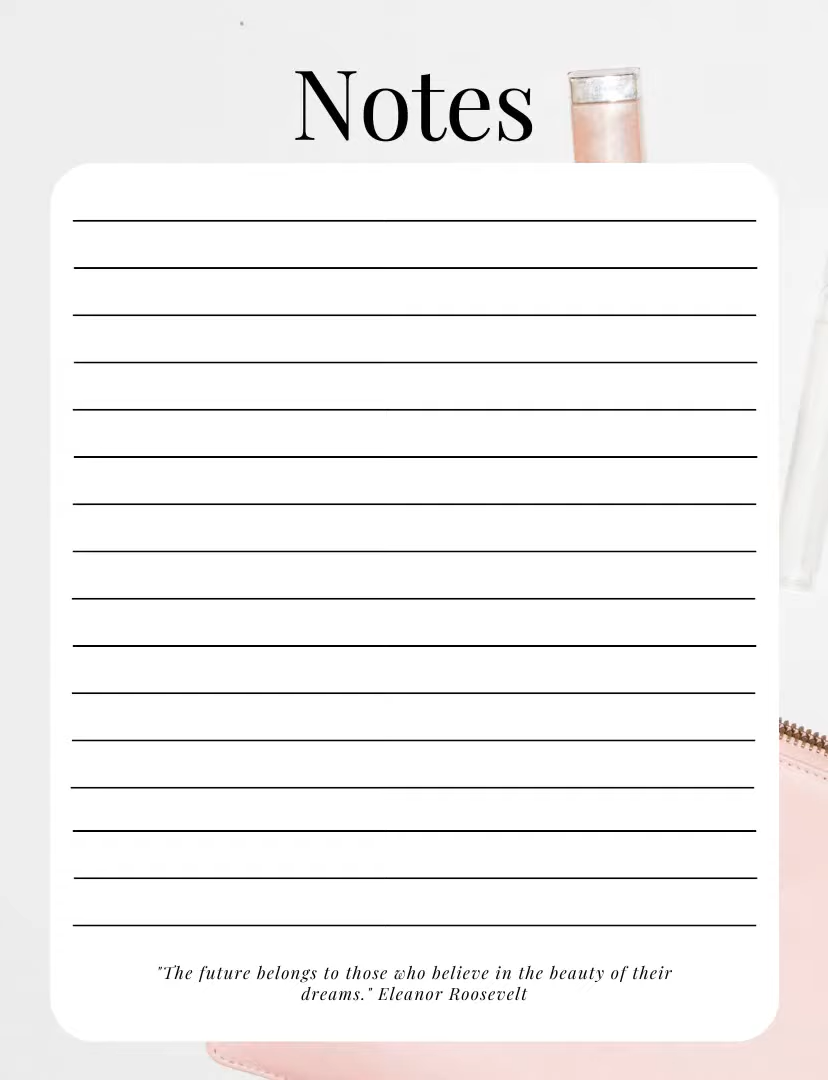 Notes
"The future belongs to those who believe in the beauty of their
dreams." Eleanor Roosevelt